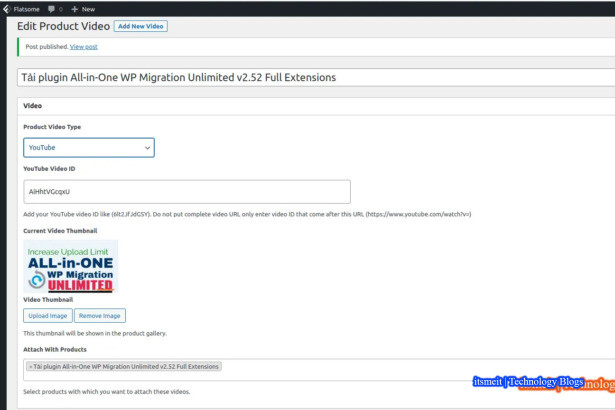 Flatsome 0 + New
Edit Product Video Add New Video
Post published. View post
Tải plugin All-in-One WP Migration Unlimited v2.52 Full Extensions
Video
Product Video Type
YouTube
YouTube Video ID
AiHhtVGcqxU
Add your YouTube video ID like (6lt2JfJdGSY). Do not put complete video URL only enter video ID that come after this URL (https://www.youtube.com/watch?v=)
Current Video Thumbnail
Increase Upload Limit
ALL-in-ONE
WP Migration
UNLIMITED
Video Thumbnail
Upload Image Remove Image
This thumbnail will be shown in the product gallery.
Attach With Products
×Tải plugin All-in-One WP Migration Unlimited v2.52 Full Extensions
itsmeit | Technology Blogs
Select products with which you want to attach these videos.